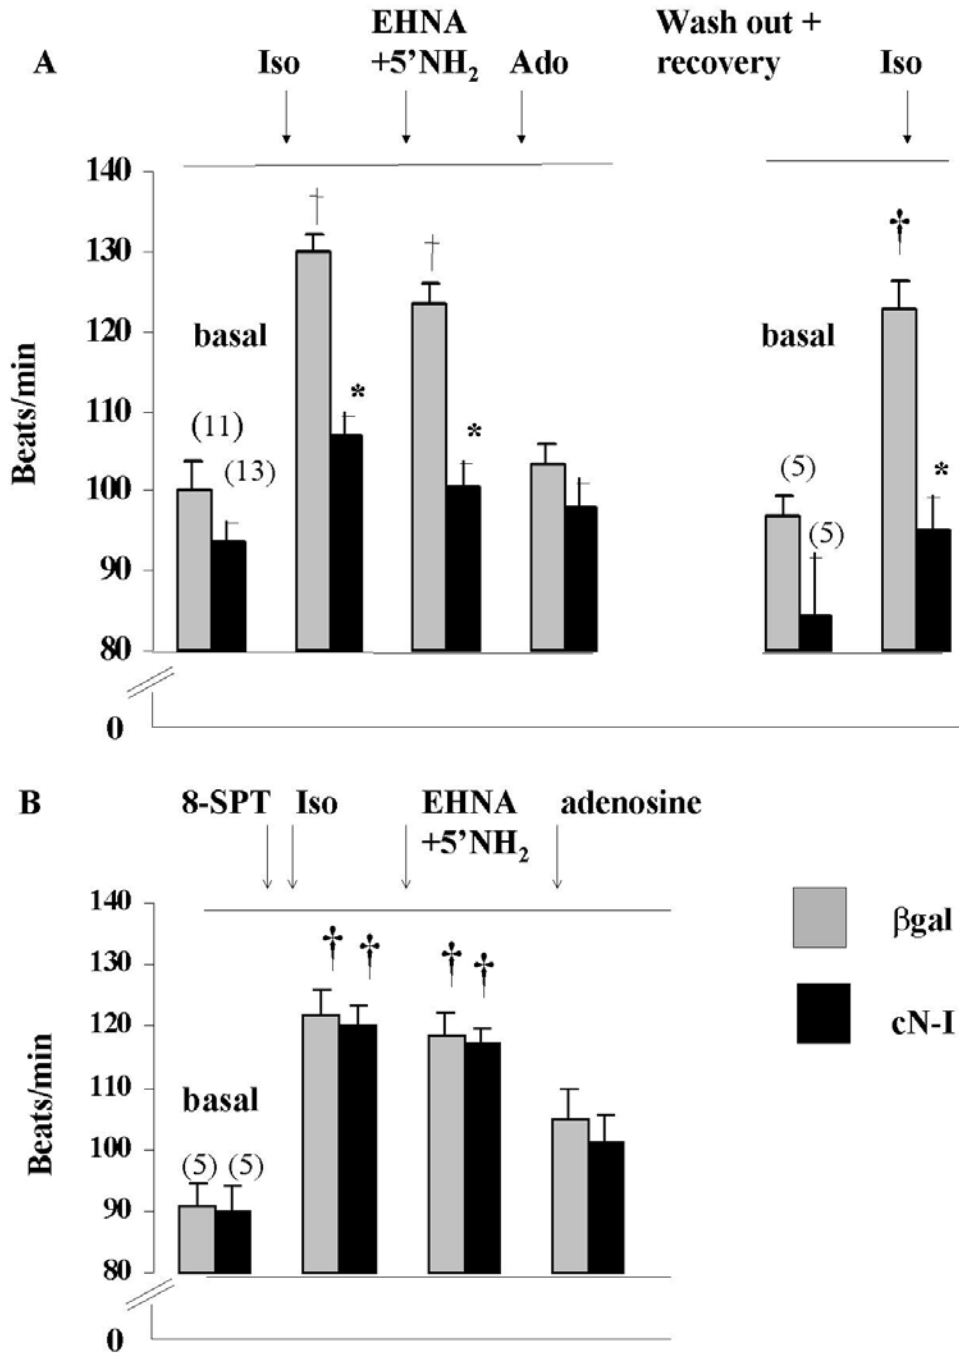 A
Iso
EHNA
+5’NH2
Ado
Wash out +
recovery
Iso
140
†
†
†
130
120
basal
basal
110
*
*
*
(11)
(13)
(5)
(5)
100
90
80
0
Beats/min
B
8-SPT
Iso
EHNA
+5’NH2
adenosine
140
† †
† †
130
120
110
basal
100
(5) (5)
90
80
0
Beats/min
βgal
cN-I